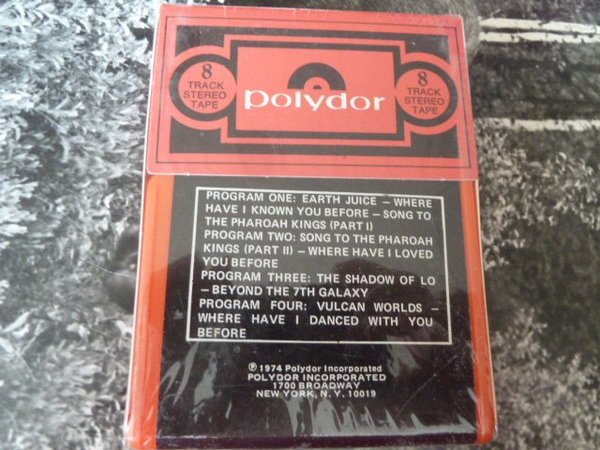 8
TRACK
STEREO
TAPE
polydor
8
TRACK
STEREO
TAPE
PROGRAM ONE: EARTH JUICE – WHERE
HAVE I KNOWN YOU BEFORE – SONG TO
THE PHAROAH KINGS (PART I)
PROGRAM TWO: SONG TO THE PHAROAH
KINGS (PART II) – WHERE HAVE I LOVED
YOU BEFORE
PROGRAM THREE: THE SHADOW OF LO
– BEYOND THE 7TH GALAXY
PROGRAM FOUR: VULCAN WORLDS –
WHERE HAVE I DANCED WITH YOU
BEFORE
℗ 1974 Polydor Incorporated
POLYDOR INCORPORATED
1700 BROADWAY
NEW YORK, N. Y. 10019